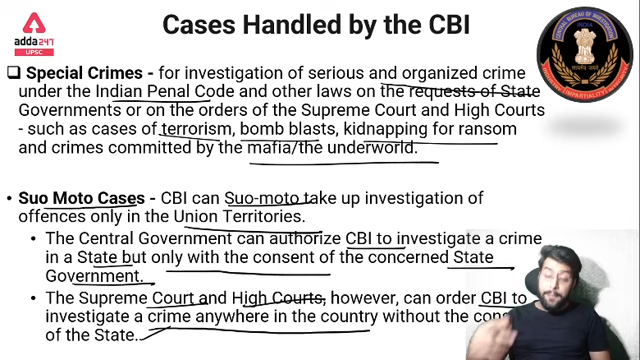 Cases Handled by the CBI
adda247
UPSC
CENTRAL BUREAU OF INVESTIGATION
INDIA
❑ Special Crimes - for investigation of serious and organized crime
under the Indian Penal Code and other laws on the requests of State
Governments or on the orders of the Supreme Court and High Courts
- such as cases of terrorism, bomb blasts, kidnapping for ransom
and crimes committed by the mafia/the underworld.
• Suo Moto Cases - CBI can Suo-moto take up investigation of
offences only in the Union Territories.
• The Central Government can authorize CBI to investigate a crime
in a State but only with the consent of the concerned State
Government.
• The Supreme Court and High Courts, however, can order CBI to
investigate a crime anywhere in the country without the con
of the State.